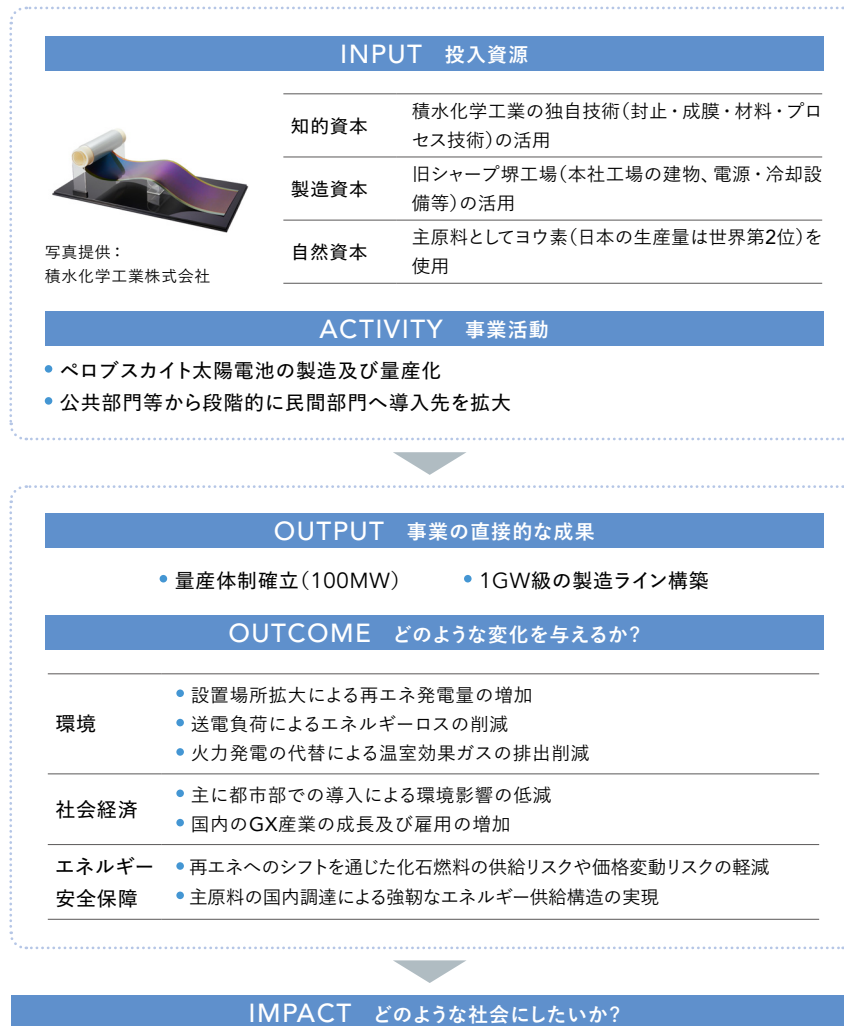 INPUT 投入資源
知的資本
積水化学工業の独自技術（封止・成膜・材料・プロ
セス技術）の活用
製造資本
旧シャープ堺工場（本社工場の建物、電源・冷却設
備等）の活用
自然資本
主原料としてヨウ素（日本の生産量は世界第2位）を
使用
写真提供：
積水化学工業株式会社
ACTIVITY 事業活動
• ペロブスカイト太陽電池の製造及び量産化
• 公共部門等から段階的に民間部門へ導入先を拡大
OUTPUT 事業の直接的な成果
• 量産体制確立（100MW） • 1GW級の製造ライン構築
OUTCOME どのような変化を与えるか？
環境
• 設置場所拡大による再エネ発電量の増加
• 送電負荷によるエネルギーロスの削減
• 火力発電の代替による温室効果ガスの排出削減
社会経済
• 主に都市部での導入による環境影響の低減
• 国内のGX産業の成長及び雇用の増加
エネルギー
安全保障
• 再エネへのシフトを通じた化石燃料の供給リスクや価格変動リスクの軽減
• 主原料の国内調達による強靭なエネルギー供給構造の実現
IMPACT どのような社会にしたいか？